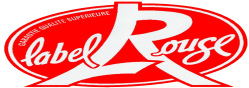 GARANTIE QUALITÉ SUPÉRIEURE
label Rouge